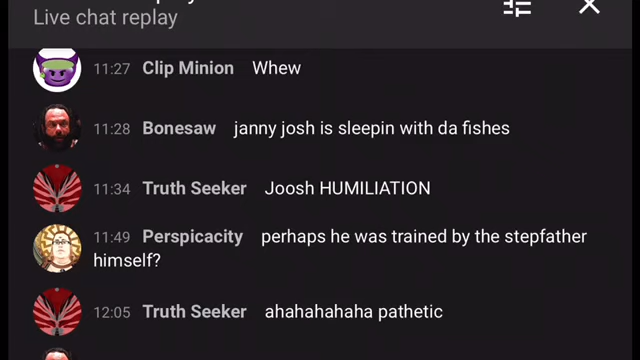 Live chat replay
11:27 Clip Minion Whew
11:28 Bonesaw janny josh is sleepin with da fishes
11:34 Truth Seeker Joosh HUMILIATION
11:49 Perspicacity perhaps he was trained by the stepfather
himself?
12:05 Truth Seeker ahahahahaha pathetic